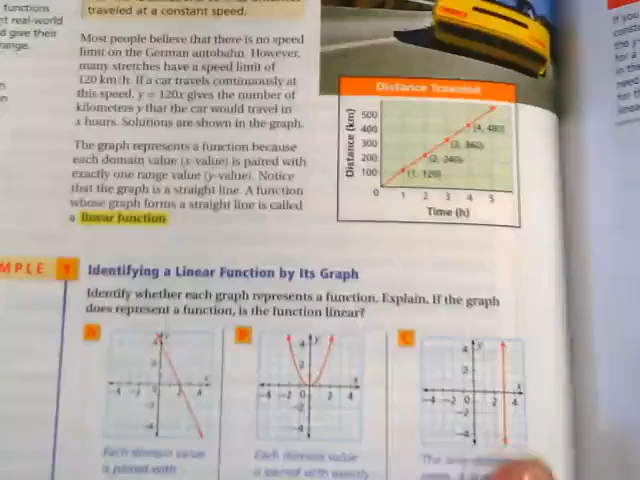 functions
nt real-world
d give their
range.
traveled at a constant speed.
Most people believe that there is no speed
limit on the German autobahn. However,
many stretches have a speed limit of
120 km/h. If a car travels continuously at
this speed, y = 120x gives the number of
kilometers y that the car would travel in
x hours. Solutions are shown in the graph.
The graph represents a function because
each domain value (x-value) is paired with
exactly one range value (y-value). Notice
that the graph is a straight line. A function
whose graph forms a straight line is called
a linear function
Distance Traveled
Distance (km)
500
400
300
200
100
0
(4, 480)
(3, 360)
(2, 240)
(1, 120)
1 2 3 4 5
Time (h)
MPLE 1 Identifying a Linear Function by Its Graph
Identify whether each graph represents a function. Explain. If the graph
does represent a function, is the function linear?
A
B
C
Each domain value
is paired with
Each domain value
is paired with
The
If you